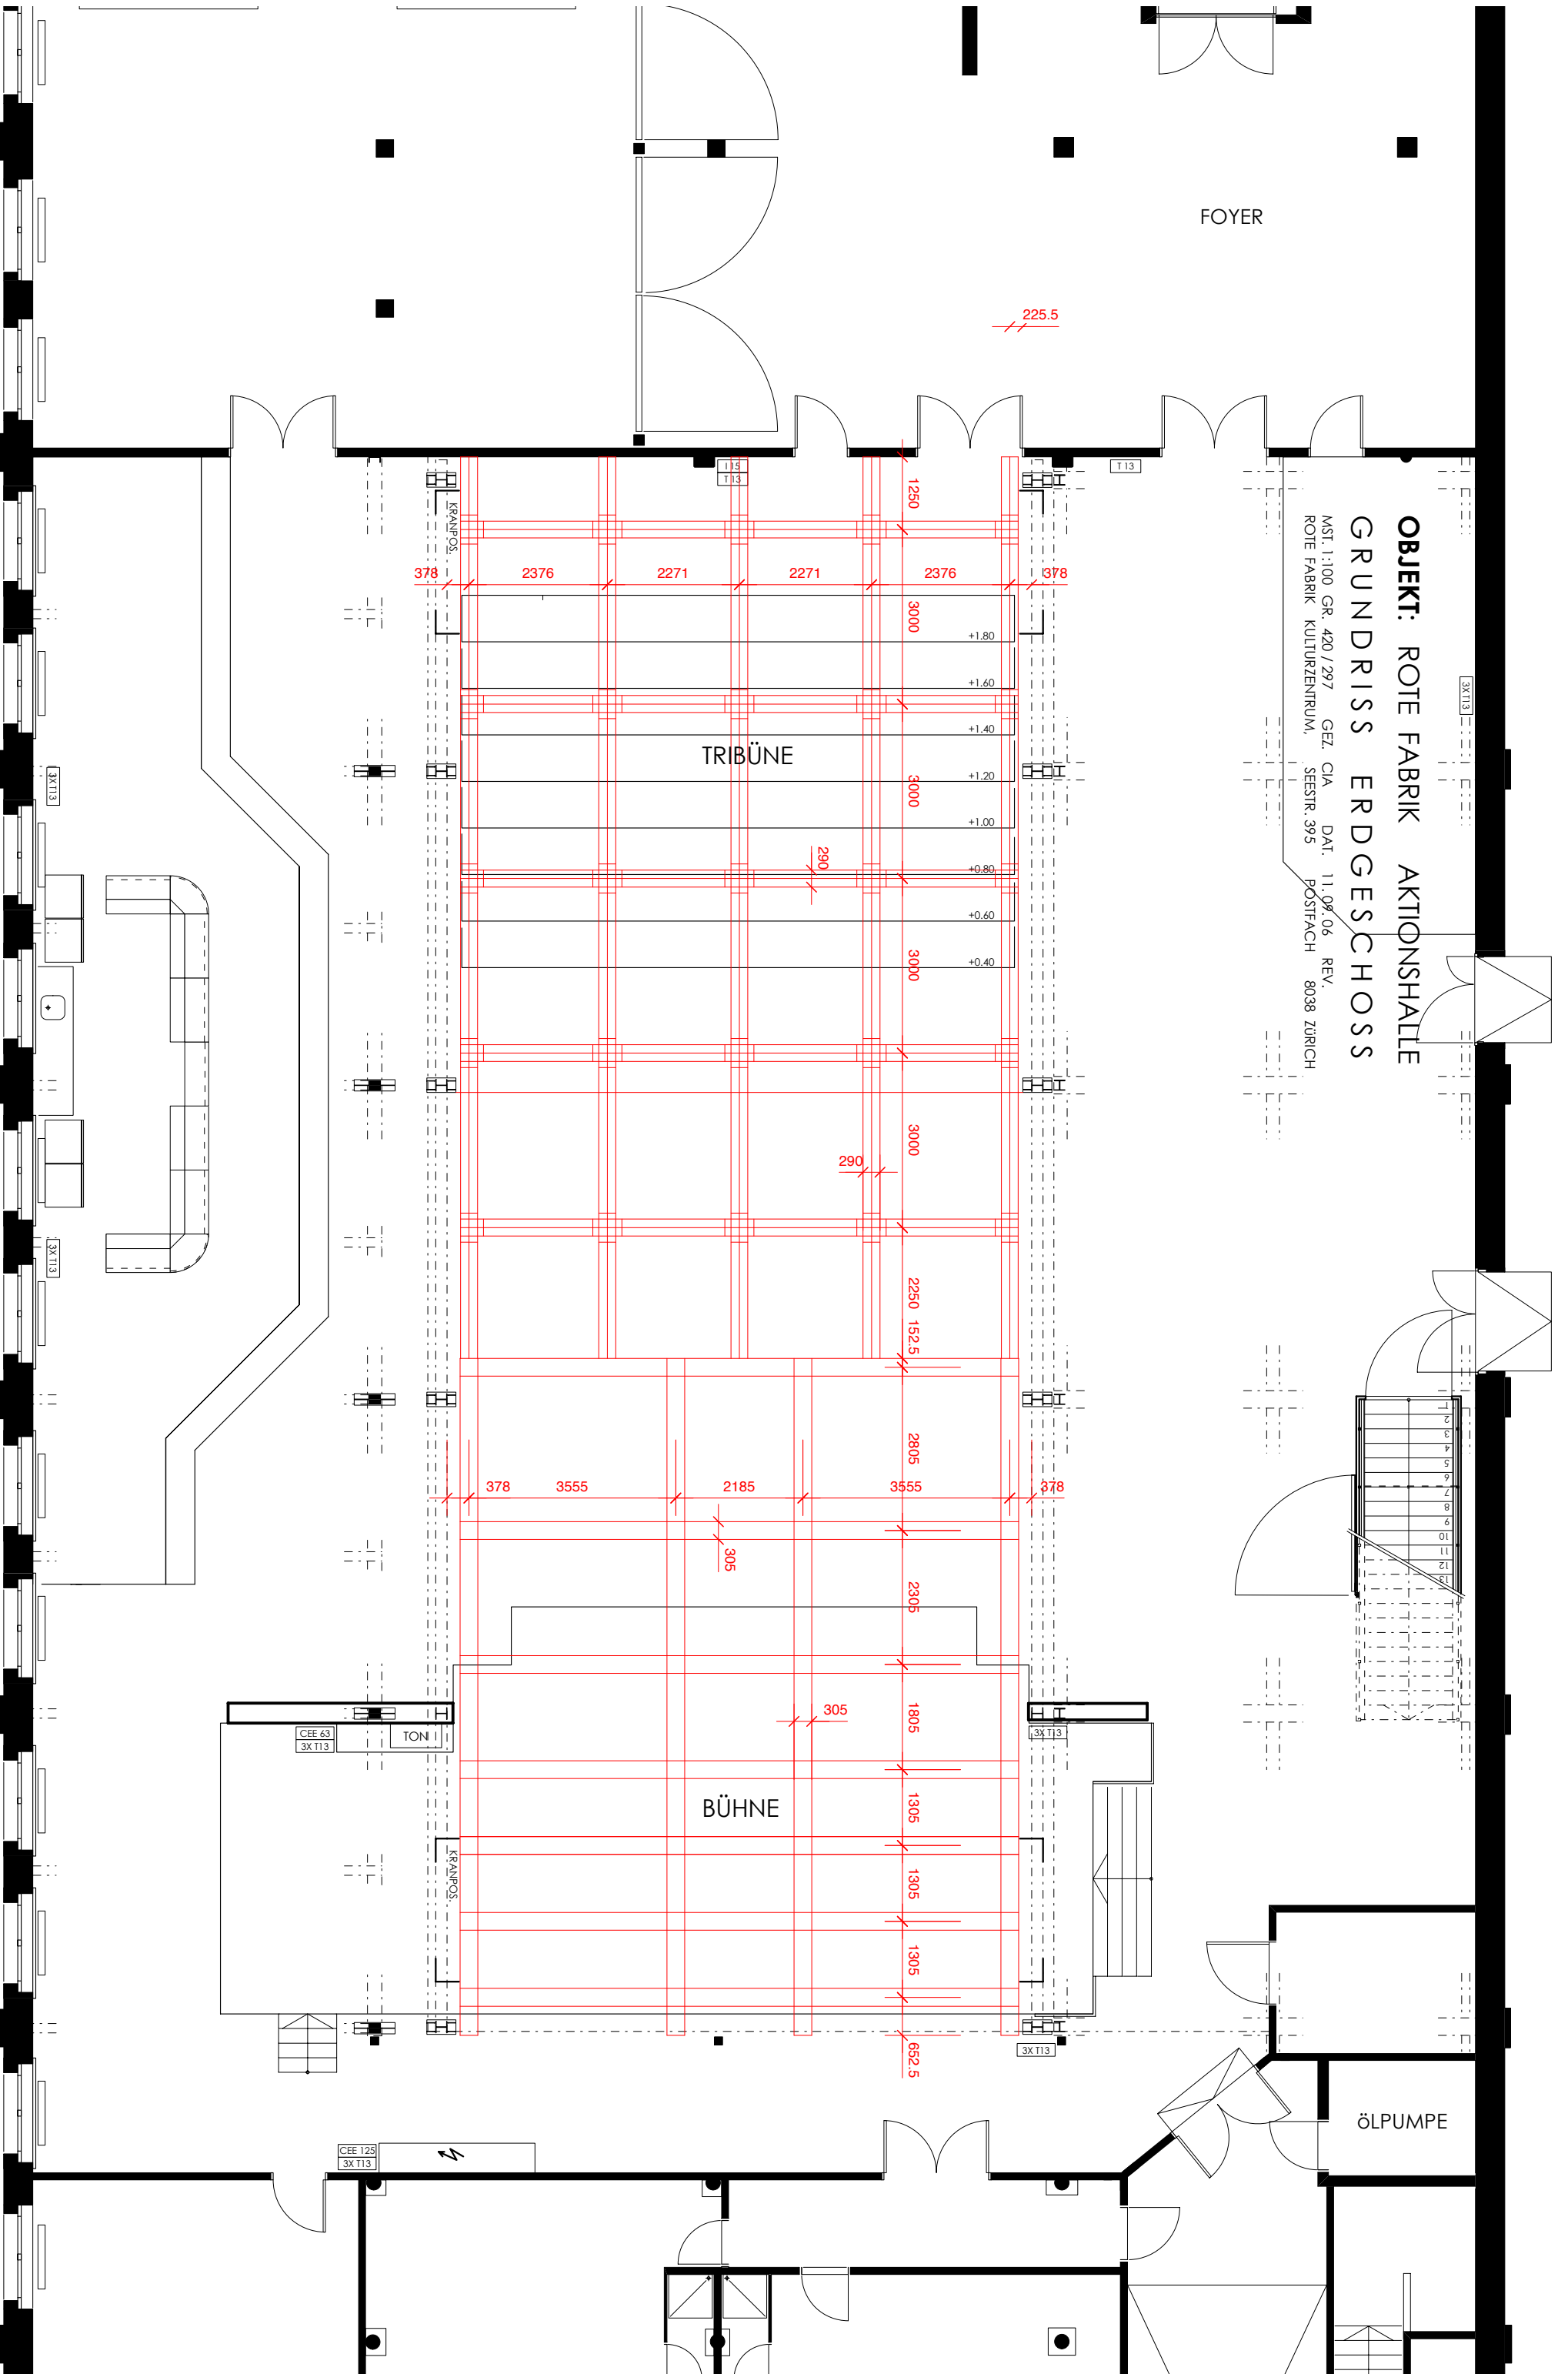 FOYER
225.5
I 15
T 13
T 13
KRANPOS.
1250
OBJEKT: ROTE FABRIK AKTIONSHALLE
GRUNDRISS ERDGESCHOSS
MST. 1:100 GR. 420 / 297 GEZ. CIA DAT. 11.09.06 REV.
ROTE FABRIK KULTURZENTRUM, SEESTR. 395 POSTFACH 8038 ZÜRICH
378 2376 2271 2271 2376 378
3000
+1.80
+1.60
3X T13
+1.40
TRIBÜNE
+1.20
3X T13
3000
+1.00
290
+0.80
+0.60
+0.40
3000
3000
290
3X T13
2250
152.5
1
2
3
4
5
6
7
8
9
10
11
12
13
2805
378 3555 2185 3555 378
305
2305
305
1805
CEE 63
3X T13
TON
3X T13
BÜHNE
1305
KRANPOS.
1305
1305
652.5
3X T13
öLPUMPE
CEE 125
3X T13